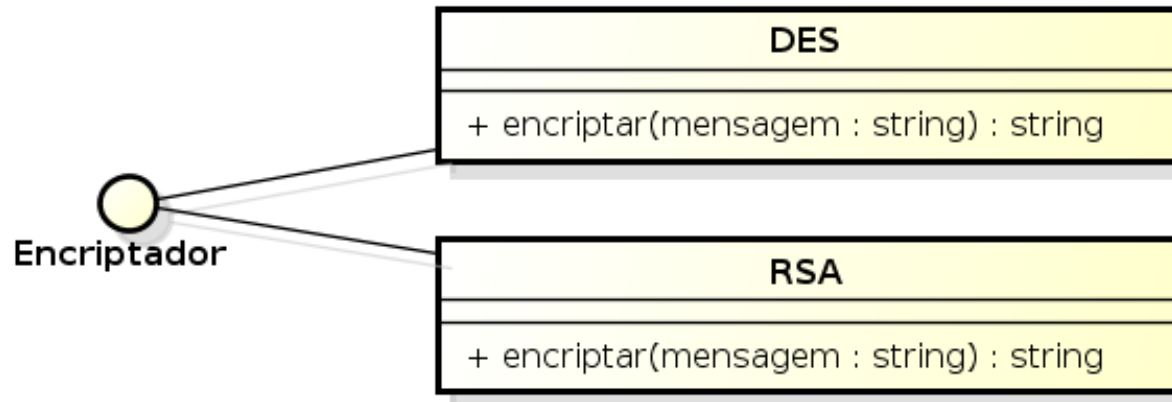 DES
+ encriptar(mensagem : string) : string
Encriptador
RSA
+ encriptar(mensagem : string) : string